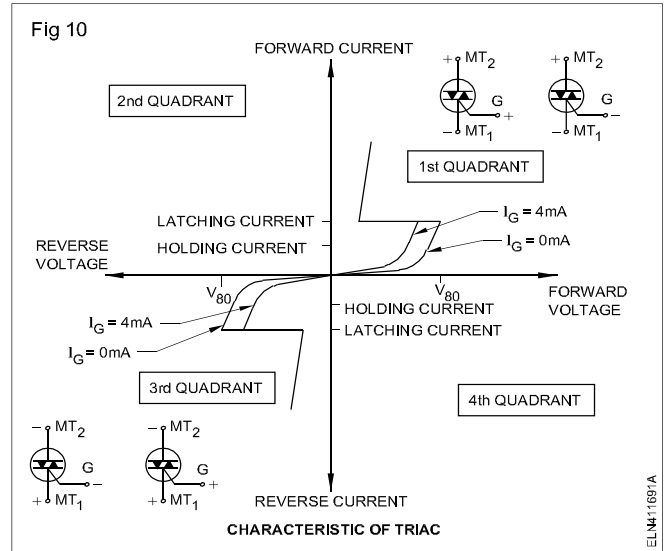 Fig 10
FORWARD CURRENT
+ MT2
+ MT2
G
G
+
−
− MT1
− MT1
2nd QUADRANT
1st QUADRANT
LATCHING CURRENT
IG = 4mA
HOLDING CURRENT
IG = 0mA
REVERSE
VOLTAGE
V80
V80
FORWARD
VOLTAGE
HOLDING CURRENT
LATCHING CURRENT
IG = 4mA
IG = 0mA
3rd QUADRANT
4th QUADRANT
− MT2
− MT2
G
G
−
+
+ MT1
+ MT1
REVERSE CURRENT
CHARACTERISTIC OF TRIAC
ELN411691A